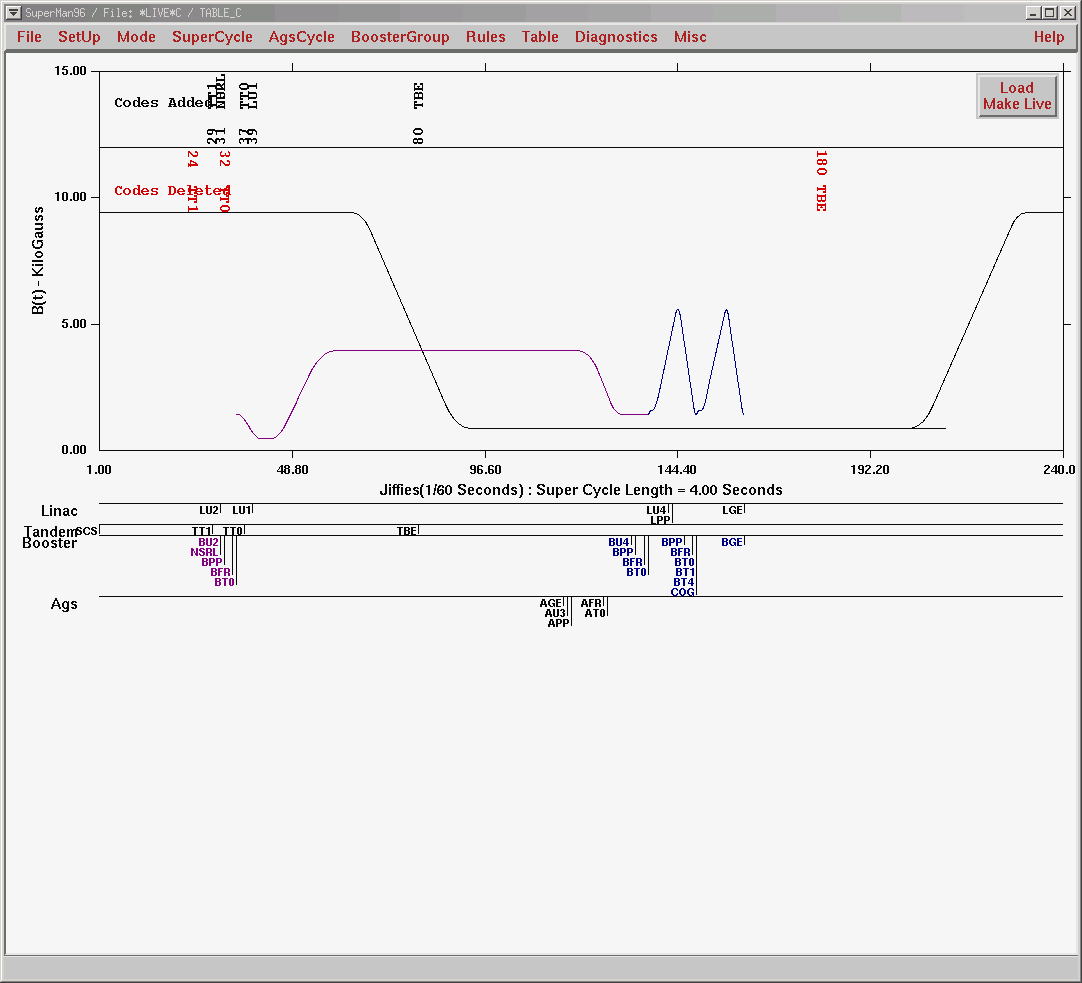 SuperMan96 / File: *LIVE*C / TABLE_C
File SetUp Mode SuperCycle AgsCycle BoosterGroup Rules Table Diagnostics Misc Help
Load
Make Live
15.00
Codes Added
29 TT1
31 NSRL
37 TT0
39 LU1
80 TBE
Codes Deleted
24 TT1
32 TT0
180 TBE
10.00
B(t) - KiloGauss
5.00
0.00
1.00 48.80 96.60 144.40 192.20 240.0
Jiffies(1/60 Seconds) : Super Cycle Length = 4.00 Seconds
Linac LU2 LU1 LU4 LGE
LPP
Tandem SCS TT1 TT0 TBE
Booster BU2 BU4 BPP BGE
NSRL BPP BFR
BPP BFR BT0
BFR BT0 BT1
BT0 BT4
COG
Ags AGE AFR
AU3 AT0
APP